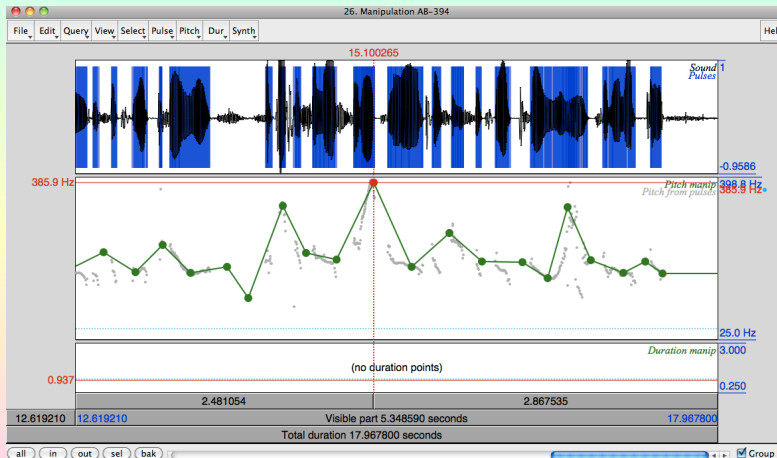 26. Manipulation AB-394
File Edit Query View Select Pulse Pitch Dur Synth Hel
15.100265
Sound 1
Pulses
-0.9586
385.9 Hz Pitch manip 398.8 Hz
Pitch from pulses 385.9 Hz
25.0 Hz
Duration manip 3.000
(no duration points)
0.937 0.250
2.481054 2.867535
12.619210 12.619210 Visible part 5.348590 seconds 17.967800
Total duration 17.967800 seconds
all in out sel bak Group